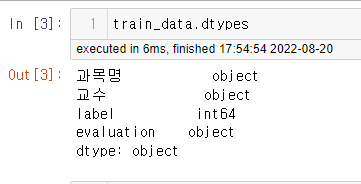 In [3]:
1 train_data.dtypes
executed in 6ms, finished 17:54:54 2022-08-20
Out[3]:
과목명 object
교수 object
label int64
evaluation object
dtype: object